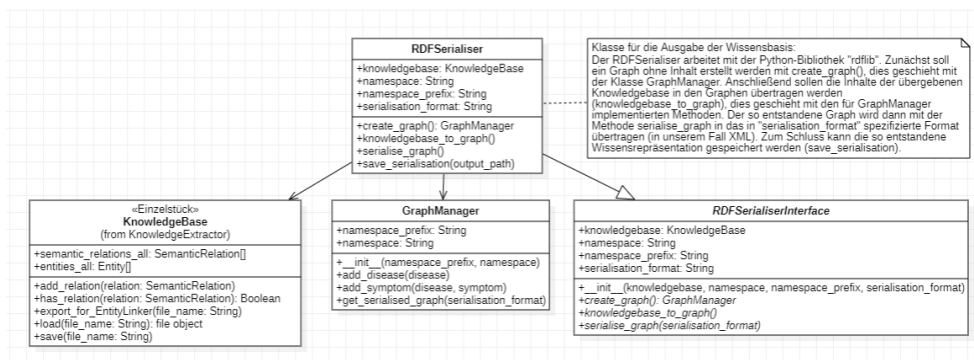 RDFSerialiser
+knowledgebase: KnowledgeBase
+namespace: String
+namespace_prefix: String
+serialisation_format: String
+create_graph(): GraphManager
+knowledgebase_to_graph()
+serialise_graph()
+save_serialisation(output_path)
Klasse für die Ausgabe der Wissensbasis:
Der RDFSerialiser arbeitet mit der Python-Bibliothek "rdflib". Zunächst soll
ein Graph ohne Inhalt erstellt werden mit create_graph(), dies geschieht mit
der Klasse GraphManager. Anschließend sollen die Inhalte der übergebenen
Knowledgebase in den Graphen übertragen werden
(knowledgebase_to_graph), dies geschieht mit den für GraphManager
implementierten Methoden. Der so entstandene Graph wird dann mit der
Methode serialise_graph in das in "serialisation_format" spezifizierte Format
übertragen (in unserem Fall XML). Zum Schluss kann die so entstandene
Wissensrepräsentation gespeichert werden (save_serialisation).
«Einzelstück»
KnowledgeBase
(from KnowledgeExtractor)
+semantic_relations_all: SemanticRelation[]
+entities_all: Entity[]
+add_relation(relation: SemanticRelation)
+has_relation(relation: SemanticRelation): Boolean
+export_for_EntityLinker(file_name: String)
+load(file_name: String): file object
+save(file_name: String)
GraphManager
+namespace_prefix: String
+namespace: String
+__init__(namespace_prefix, namespace)
+add_disease(disease)
+add_symptom(disease, symptom)
+get_serialised_graph(serialisation_format)
RDFSerialiserInterface
+knowledgebase: KnowledgeBase
+namespace: String
+namespace_prefix: String
+serialisation_format: String
+__init__(knowledgebase, namespace, namespace_prefix, serialisation_format)
+create_graph(): GraphManager
+knowledgebase_to_graph()
+serialise_graph(serialisation_format)